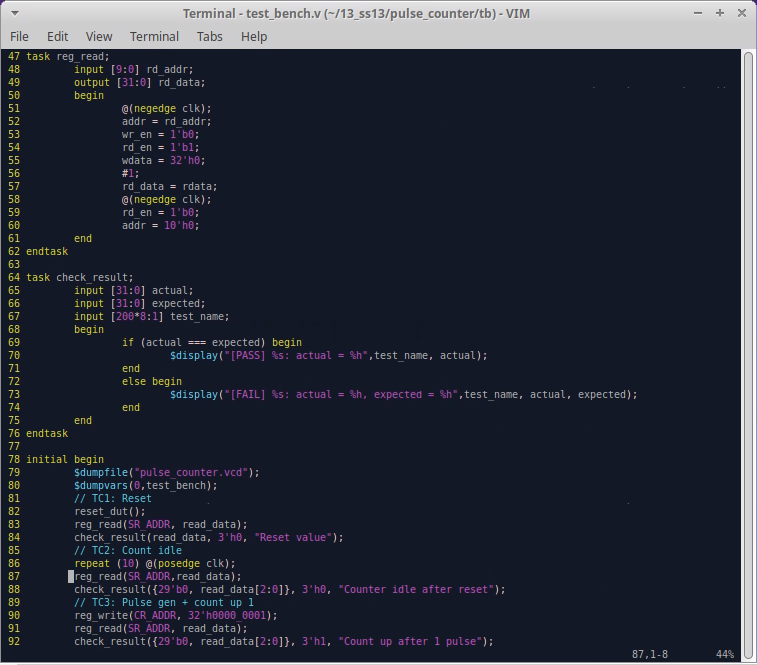 Terminal - test_bench.v (~/13_ss13/pulse_counter/tb) - VIM
File Edit View Terminal Tabs Help
47 task reg_read;
48 input [9:0] rd_addr;
49 output [31:0] rd_data;
50 begin
51 @(negedge clk);
52 addr = rd_addr;
53 wr_en = 1'b0;
54 rd_en = 1'b1;
55 wdata = 32'h0;
56 #1;
57 rd_data = rdata;
58 @(negedge clk);
59 rd_en = 1'b0;
60 addr = 10'h0;
61 end
62 endtask
63
64 task check_result;
65 input [31:0] actual;
66 input [31:0] expected;
67 input [200*8:1] test_name;
68 begin
69 if (actual === expected) begin
70 $display("[PASS] %s: actual = %h",test_name, actual);
71 end
72 else begin
73 $display("[FAIL] %s: actual = %h, expected = %h",test_name, actual, expected);
74 end
75 end
76 endtask
77
78 initial begin
79 $dumpfile("pulse_counter.vcd");
80 $dumpvars(0,test_bench);
81 // TC1: Reset
82 reset_dut();
83 reg_read(SR_ADDR, read_data);
84 check_result(read_data, 3'h0, "Reset value");
85 // TC2: Count idle
86 repeat (10) @(posedge clk);
87 reg_read(SR_ADDR,read_data);
88 check_result({29'b0, read_data[2:0]}, 3'h0, "Counter idle after reset");
89 // TC3: Pulse gen + count up 1
90 reg_write(CR_ADDR, 32'h0000_0001);
91 reg_read(SR_ADDR, read_data);
92 check_result({29'b0, read_data[2:0]}, 3'h1, "Count up after 1 pulse");
87,1-8 44%